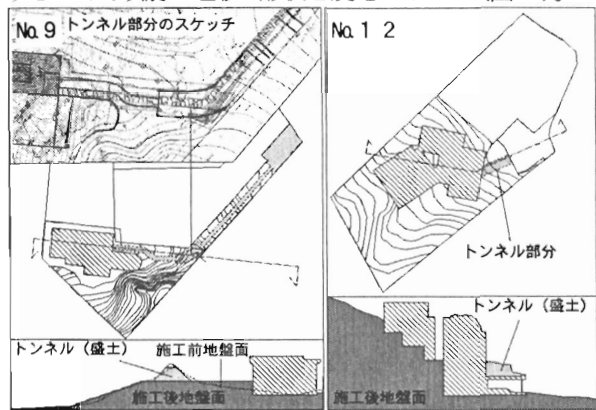 No. 9 トンネル部分のスケッチ
トンネル(盛土) 施工前地盤面
施工後地盤面
No. 1 2
トンネル部分
トンネル(盛土)
施工後地盤面